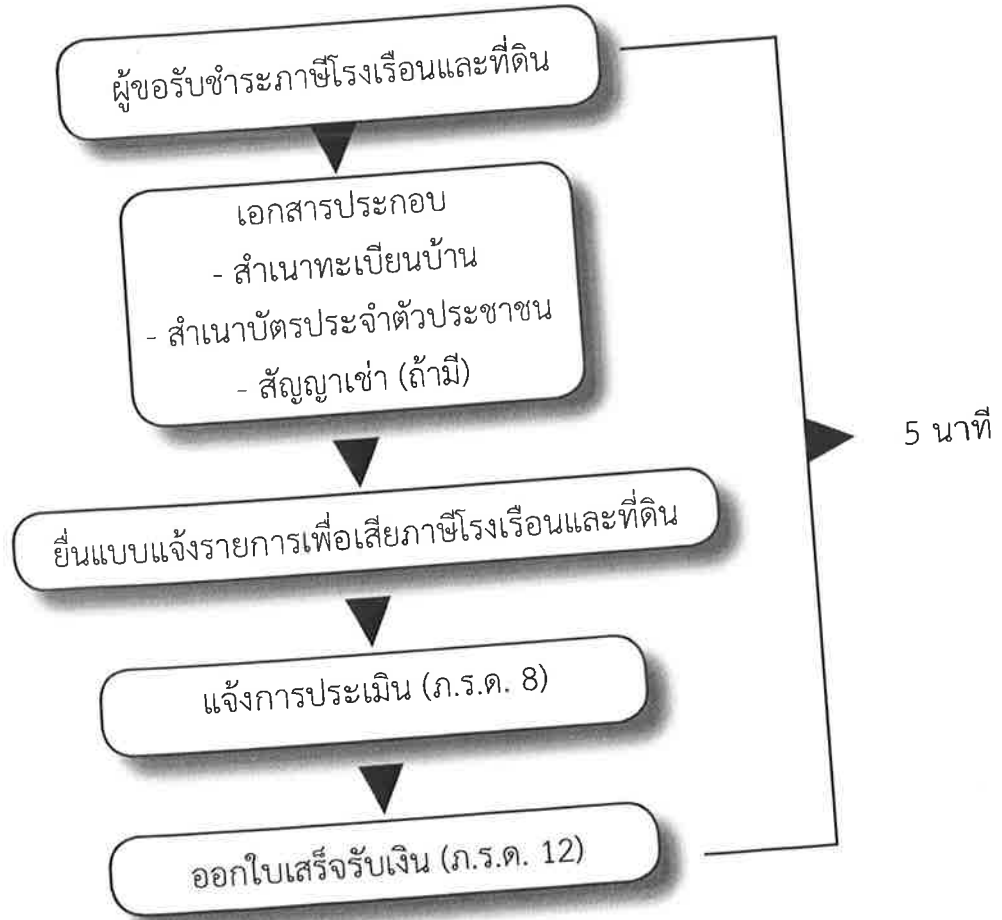 ผู้ขอรับชำระภาษีโรงเรือนและที่ดิน
เอกสารประกอบ
- สำเนาทะเบียนบ้าน
- สำเนาบัตรประจำตัวประชาชน
- สัญญาเช่า (ถ้ามี)
5 นาที
ยื่นแบบแจ้งรายการเพื่อเสียภาษีโรงเรือนและที่ดิน
แจ้งการประเมิน (ภ.ร.ด. 8)
ออกใบเสร็จรับเงิน (ภ.ร.ด. 12)